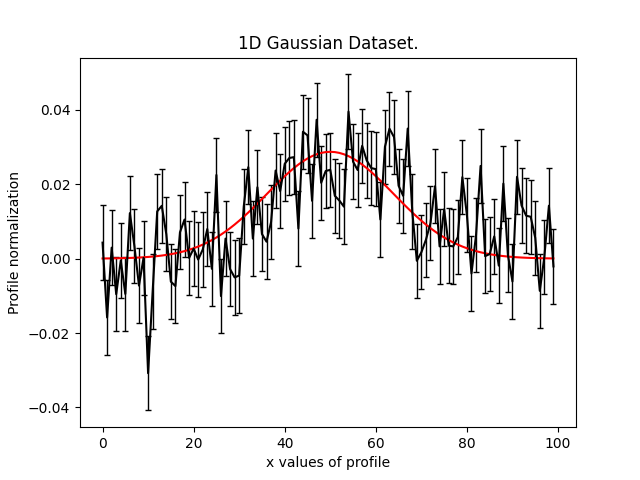 1D Gaussian Dataset.
Profile normalization
0.04
0.02
0.00
−0.02
−0.04
0 20 40 60 80 100
x values of profile